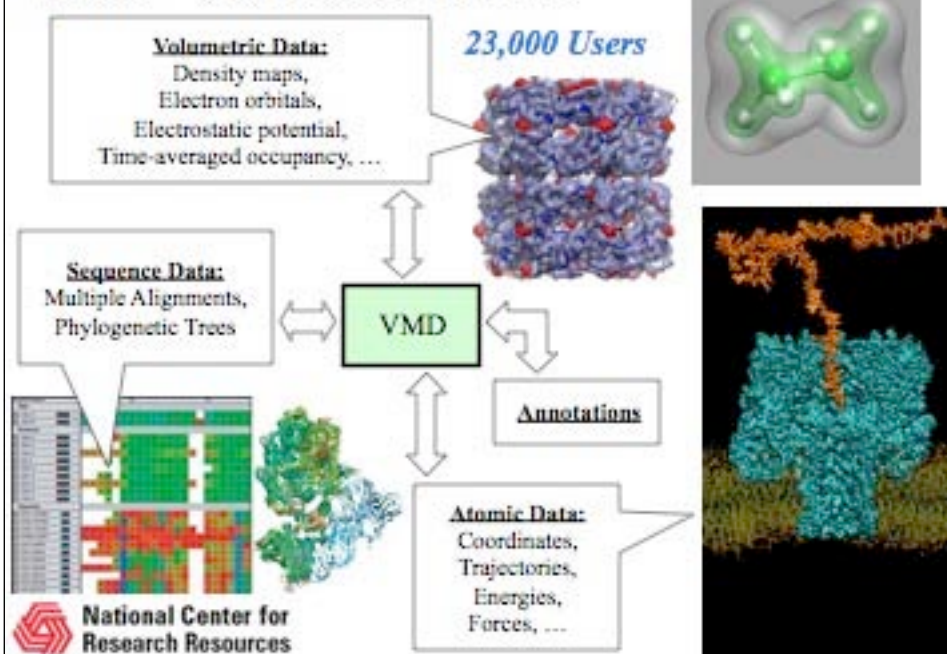 Volumetric Data:
Density maps,
Electron orbitals,
Electrostatic potential,
Time-averaged occupancy, ...
23,000 Users
Sequence Data:
Multiple Alignments,
Phylogenetic Trees
VMD
Annotations
Atomic Data:
Coordinates,
Trajectories,
Energies,
Forces, ...
National Center for
Research Resources